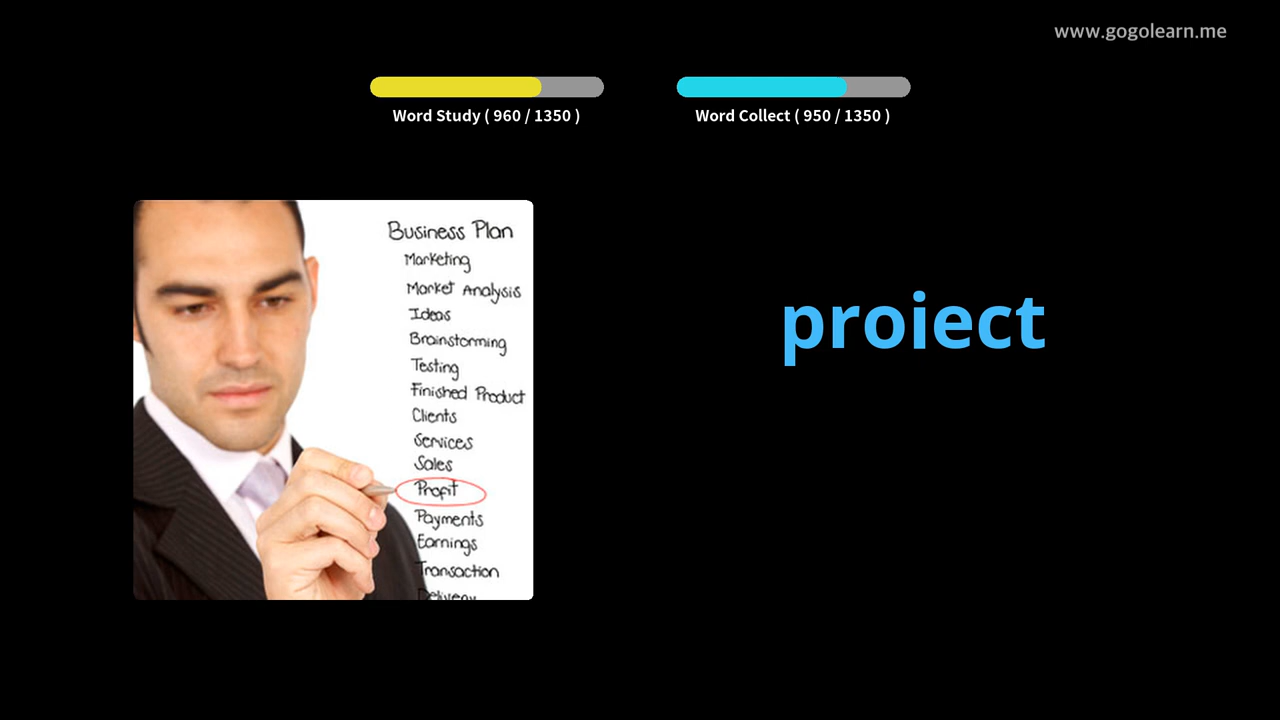 www.gogolearn.me
Word Study ( 960 / 1350 )
Word Collect ( 950 / 1350 )
Business Plan
Marketing
Market Analysis
Ideas
Brainstorming
Testing
Finished Product
Clients
Services
Sales
Profit
Payments
Earnings
Transaction
Delivery
proiect